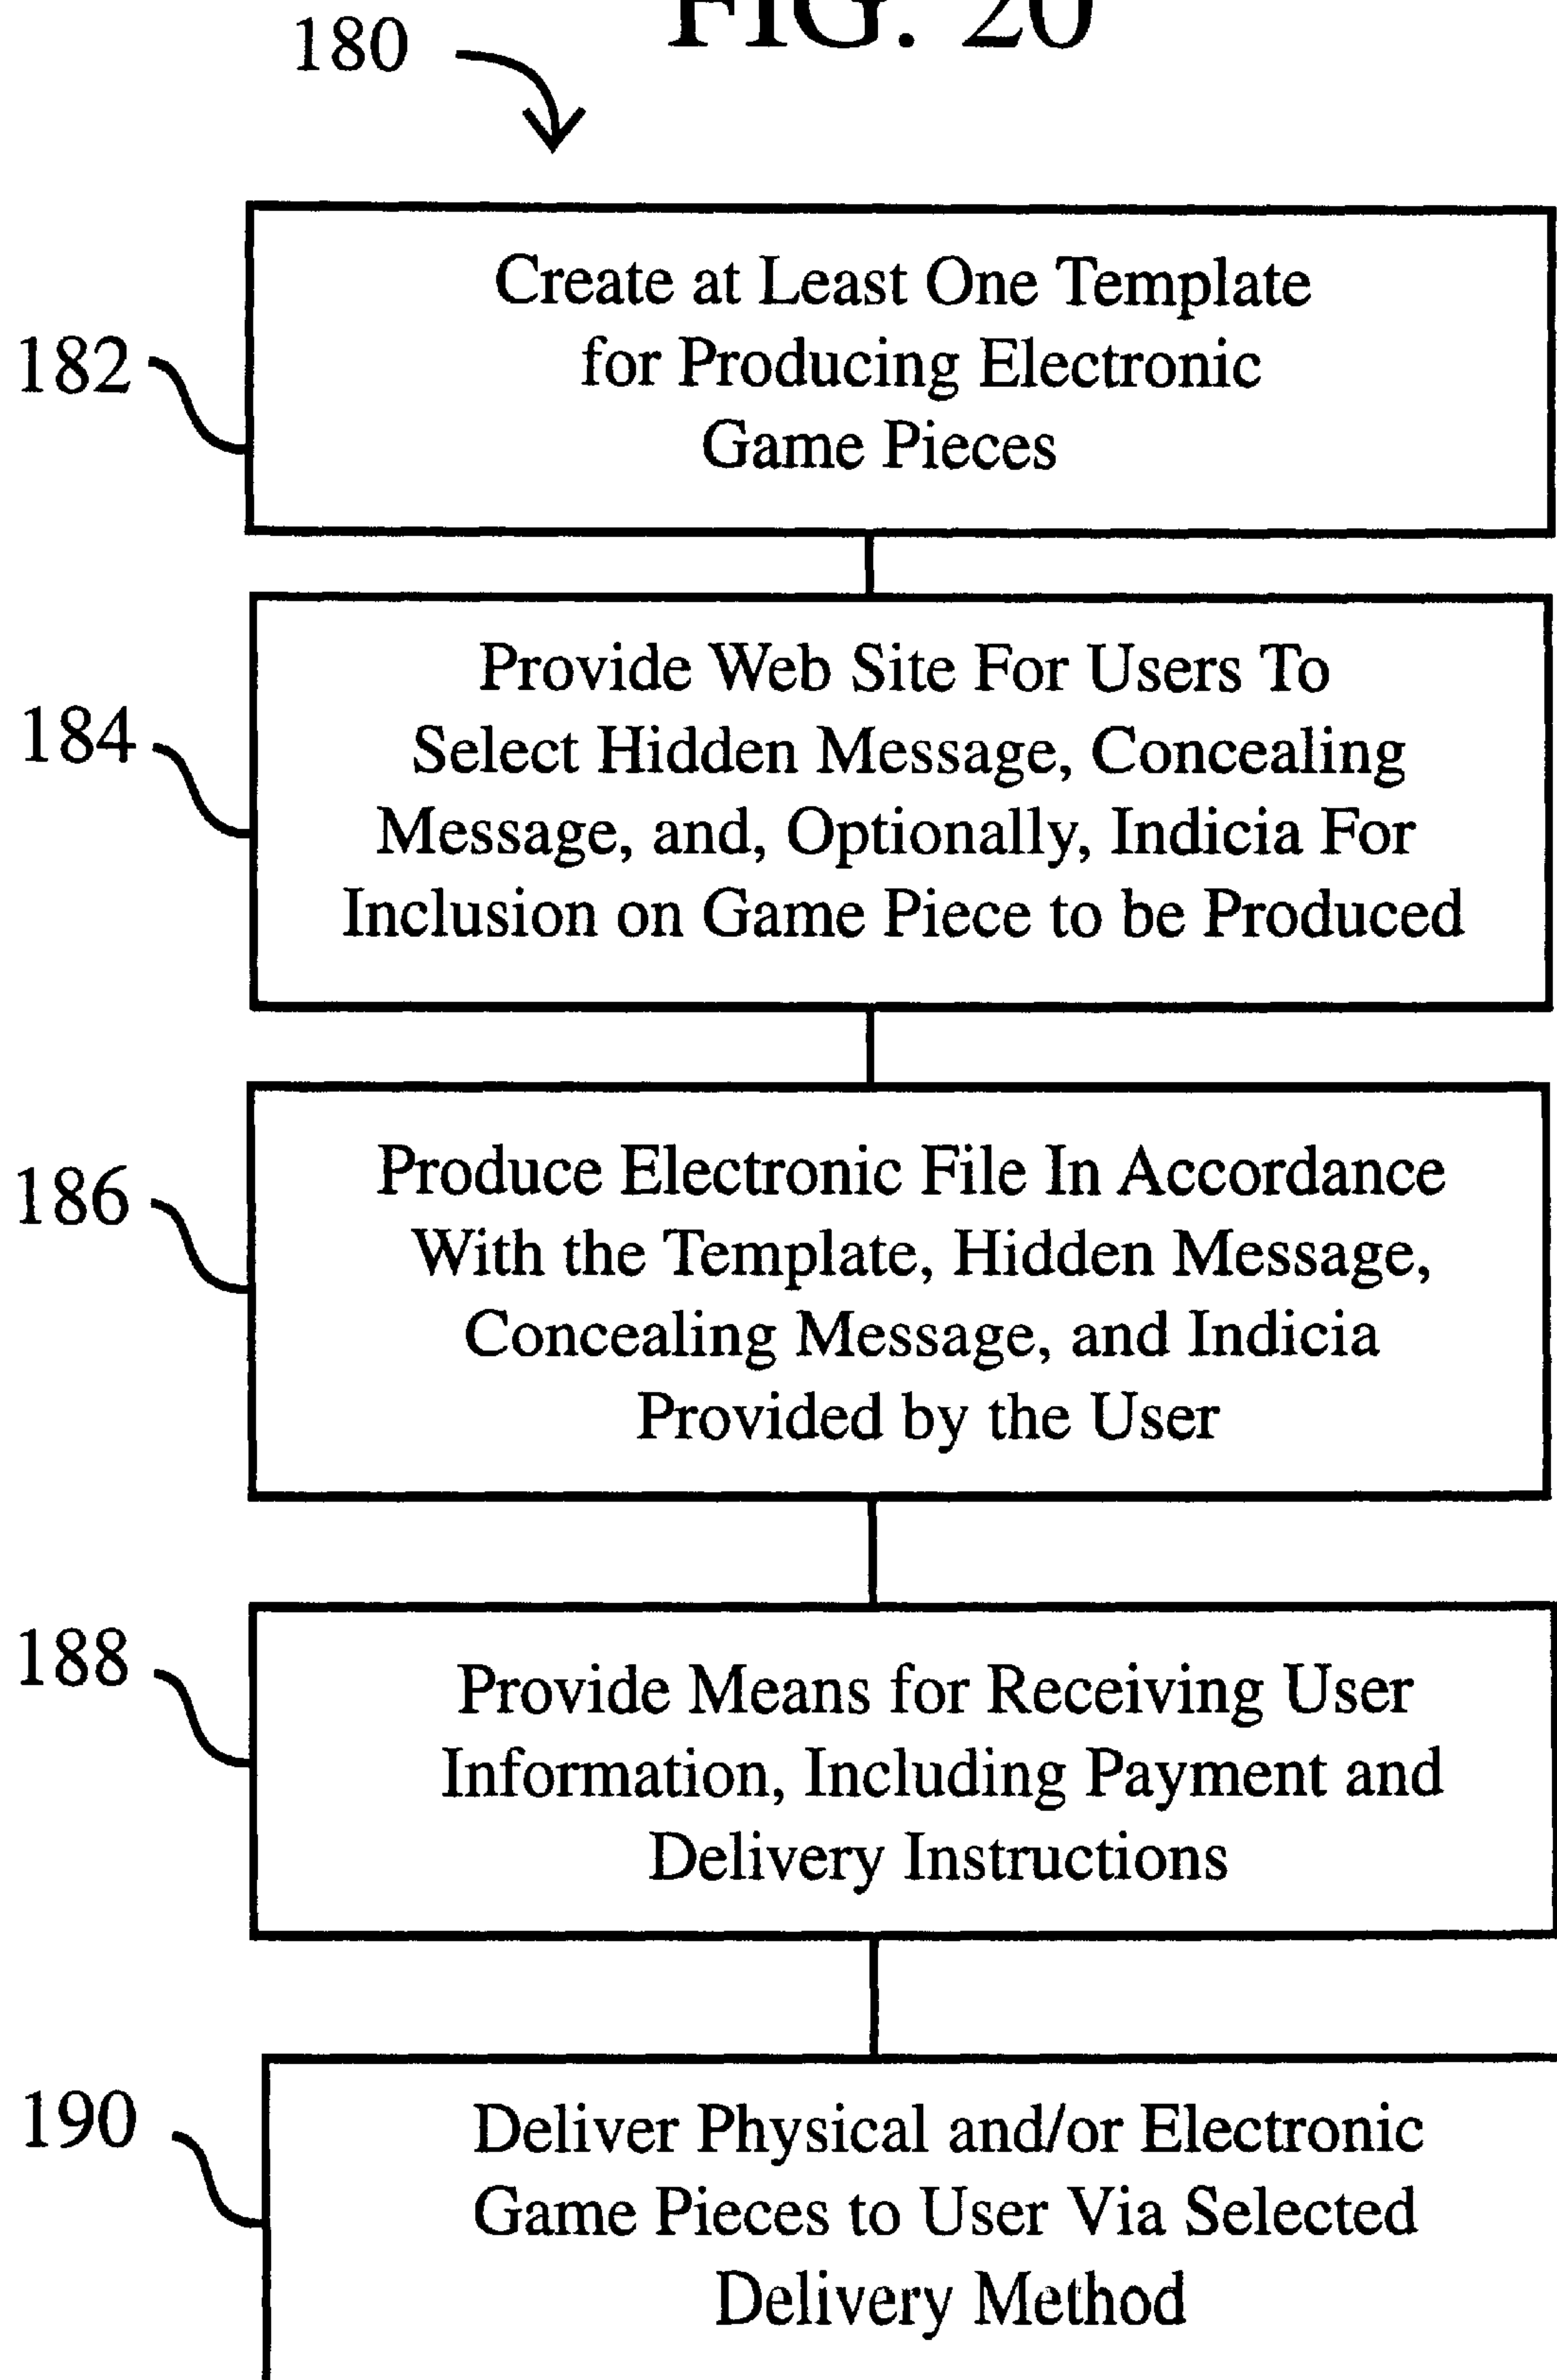 FIG. 20
180
182
Create at Least One Template
for Producing Electronic
Game Pieces
184
Provide Web Site For Users To
Select Hidden Message, Concealing
Message, and, Optionally, Indicia For
Inclusion on Game Piece to be Produced
186
Produce Electronic File In Accordance
With the Template, Hidden Message,
Concealing Message, and Indicia
Provided by the User
188
Provide Means for Receiving User
Information, Including Payment and
Delivery Instructions
190
Deliver Physical and/or Electronic
Game Pieces to User Via Selected
Delivery Method